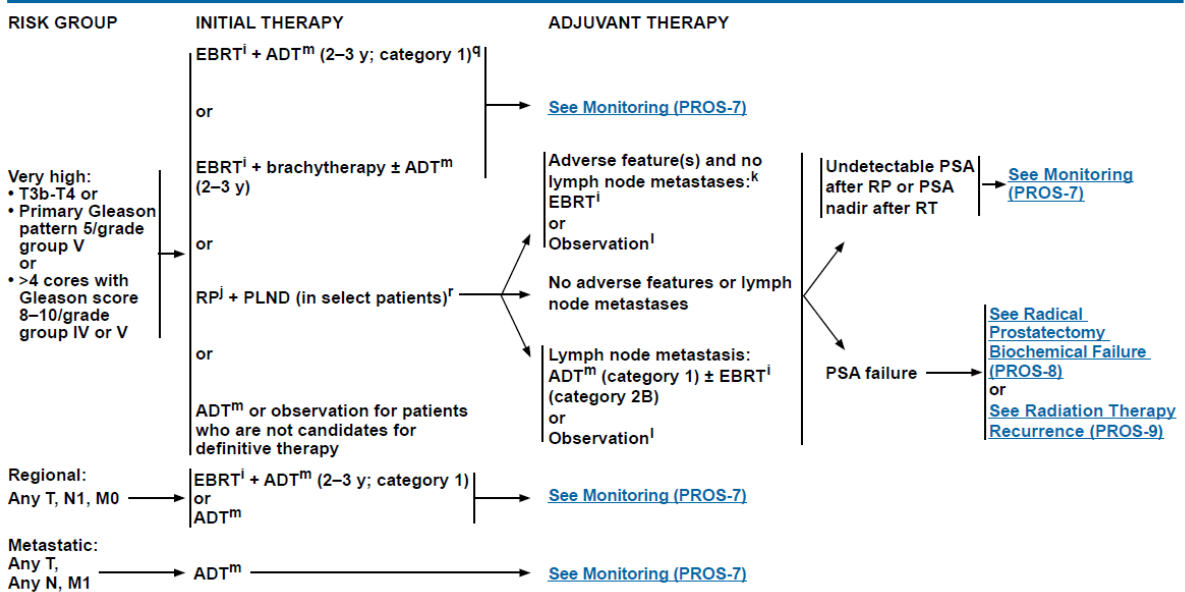 RISK GROUP
INITIAL THERAPY
ADJUVANT THERAPY
Very high:
• T3b-T4 or
• Primary Gleason
pattern 5/grade
group V
or
• >4 cores with
Gleason score
8–10/grade
group IV or V
EBRTⁱ + ADTᵐ (2–3 y; category 1)q
or
EBRTⁱ + brachytherapy ± ADTᵐ
(2–3 y)
or
RPʲ + PLND (in select patients)ʳ
or
ADTᵐ or observation for patients
who are not candidates for
definitive therapy
See Monitoring (PROS-7)
Adverse feature(s) and no
lymph node metastases:ᵏ
EBRTⁱ
or
Observationˡ
No adverse features or lymph
node metastases
Lymph node metastasis:
ADTᵐ (category 1) ± EBRTⁱ
(category 2B)
or
Observationˡ
Undetectable PSA
after RP or PSA
nadir after RT
See Monitoring
(PROS-7)
PSA failure
See Radical
Prostatectomy
Biochemical Failure
(PROS-8)
or
See Radiation Therapy
Recurrence (PROS-9)
Regional:
Any T, N1, M0
EBRTⁱ + ADTᵐ (2–3 y; category 1)
or
ADTᵐ
See Monitoring (PROS-7)
Metastatic:
Any T,
Any N, M1
ADTᵐ
See Monitoring (PROS-7)